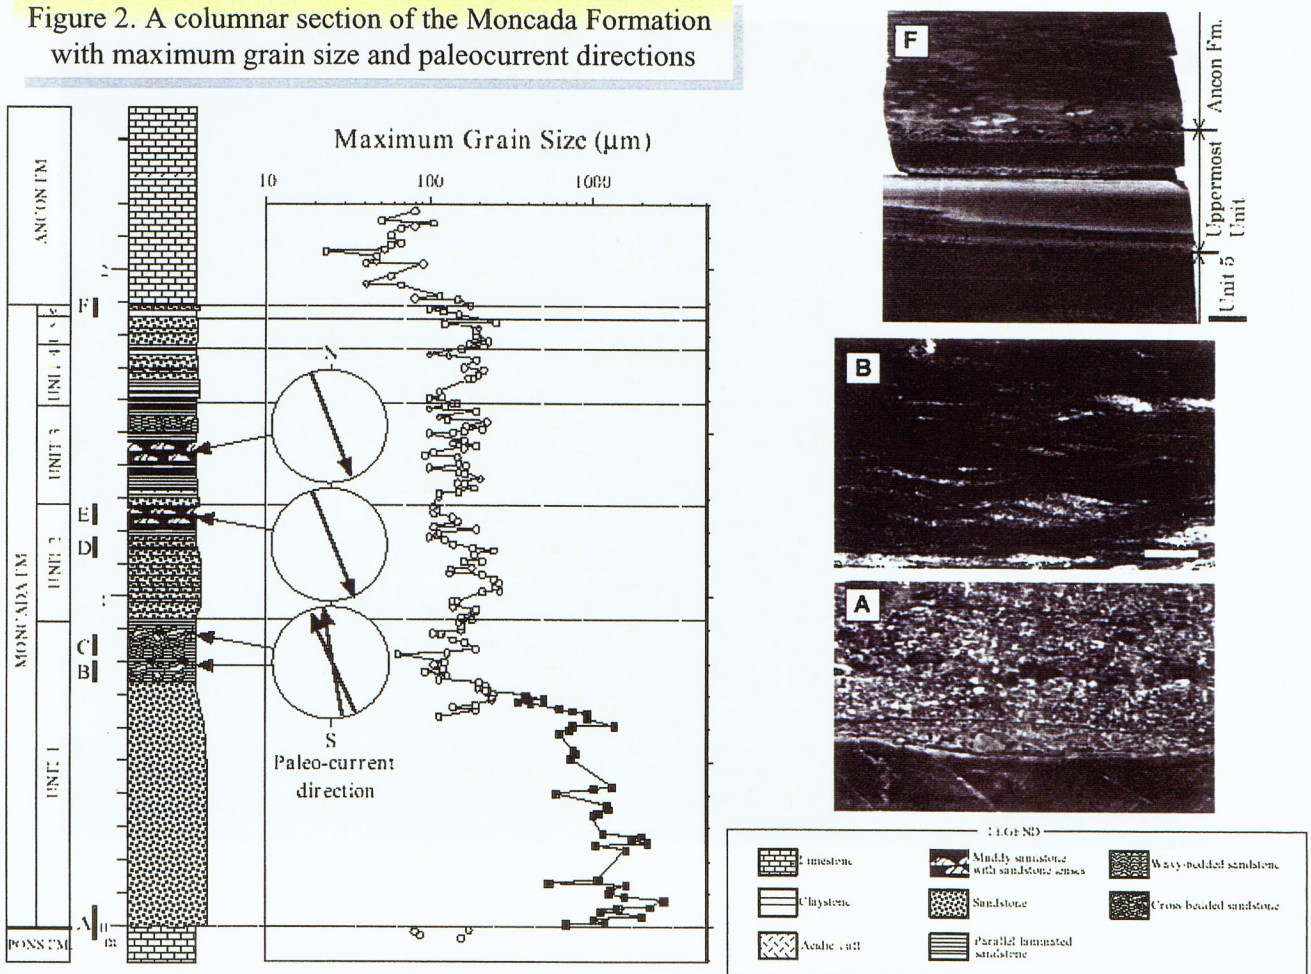 Figure 2. A columnar section of the Moncada Formation
with maximum grain size and paleocurrent directions
Maximum Grain Size (µm)
10 100 1000
ANCON FM
MONCADA FM
PONS FM.
UNIT 4
UNIT 3
UNIT 2
UNIT 1
F
E
D
C
B
A
0
m
N
S
Paleo-current
direction
F
Ancon Fm.
Uppermost
Unit
Unit 5
B
A
LEGEND
Limestone
Claystone
Acidic tuff
Muddy sandstone
with sandstone lenses
Sandstone
Parallel laminated
sandstone
Wavy-bedded sandstone
Cross bedded sandstone